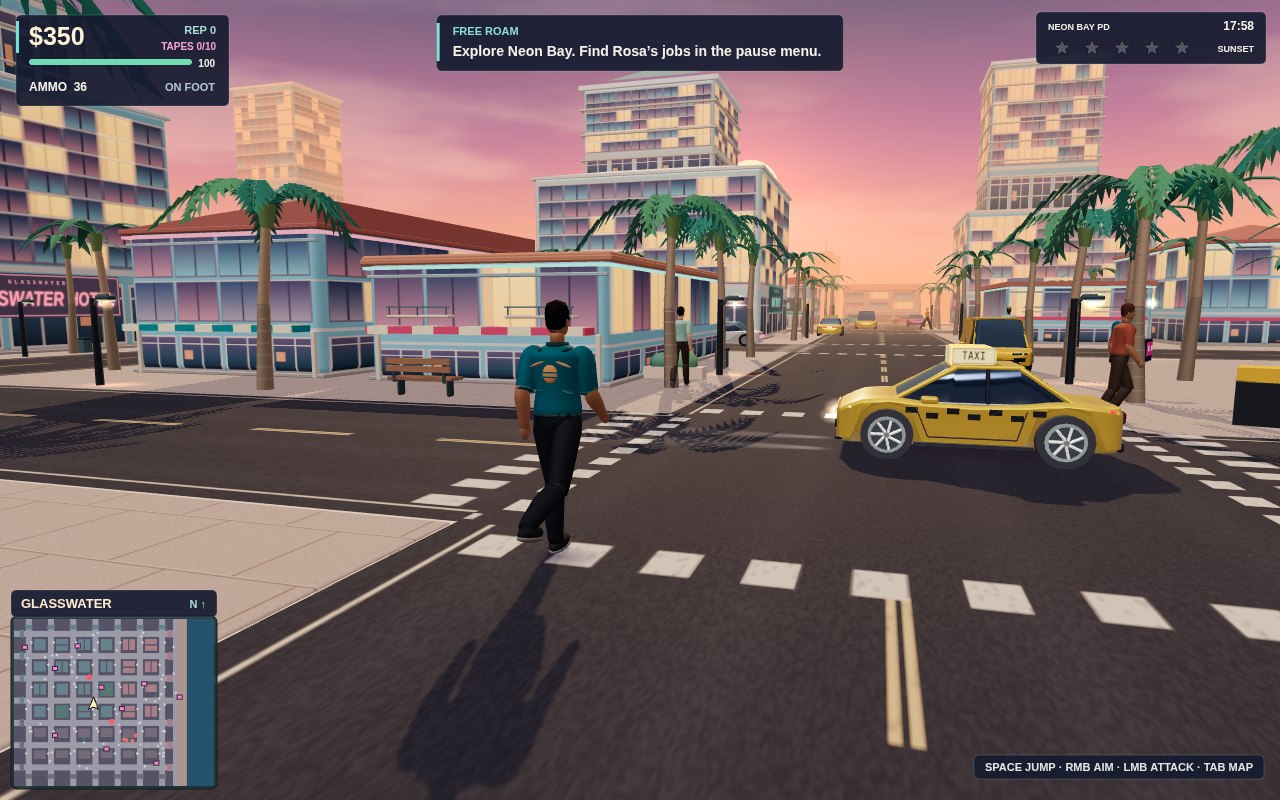 $350
REP 0
TAPES 0/10
100
AMMO 36
ON FOOT
FREE ROAM
Explore Neon Bay. Find Rosa's jobs in the pause menu.
NEON BAY PD
17:58
SUNSET
GLASSWATER
SWATER HOT
TAXI
GLASSWATER
N ↑
SPACE JUMP · RMB AIM · LMB ATTACK · TAB MAP